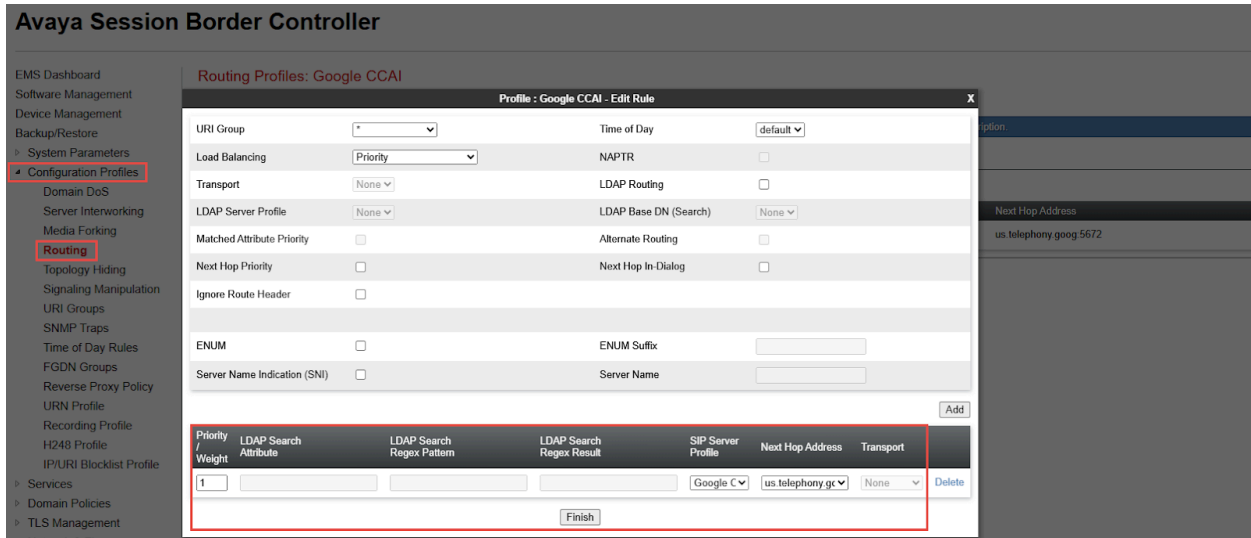 Avaya Session Border Controller
EMS Dashboard
Software Management
Device Management
Backup/Restore
System Parameters
Configuration Profiles
Domain DoS
Server Interworking
Media Forking
Routing
Topology Hiding
Signaling Manipulation
URI Groups
SNMP Traps
Time of Day Rules
FGDN Groups
Reverse Proxy Policy
URN Profile
Recording Profile
H248 Profile
IP/URI Blocklist Profile
Services
Domain Policies
TLS Management
Routing Profiles: Google CCAI
Profile : Google CCAI - Edit Rule X
URI Group * Time of Day default
Load Balancing Priority NAPTR
Transport None LDAP Routing
LDAP Server Profile None LDAP Base DN (Search) None
Matched Attribute Priority Alternate Routing
Next Hop Priority Next Hop In-Dialog
Ignore Route Header
ENUM ENUM Suffix
Server Name Indication (SNI) Server Name
Add
Priority / Weight LDAP Search Attribute LDAP Search Regex Pattern LDAP Search Regex Result SIP Server Profile Next Hop Address Transport
1 Google C us.telephony.gc None Delete
Finish
ription.
Next Hop Address
us.telephony.goog:5672